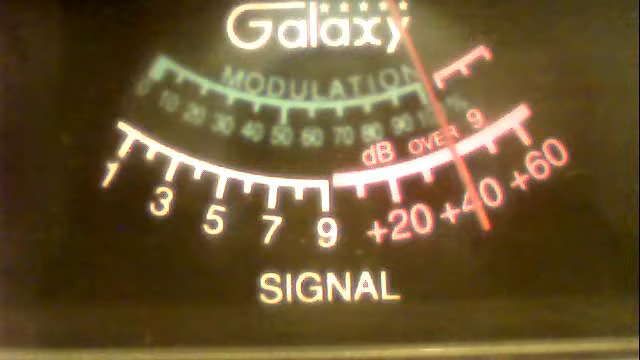 Galaxy
MODULATION
0 10 20 30 40 50 60 70 80 90 %
dB OVER 9
1 3 5 7 9 +20 +40 +60
SIGNAL